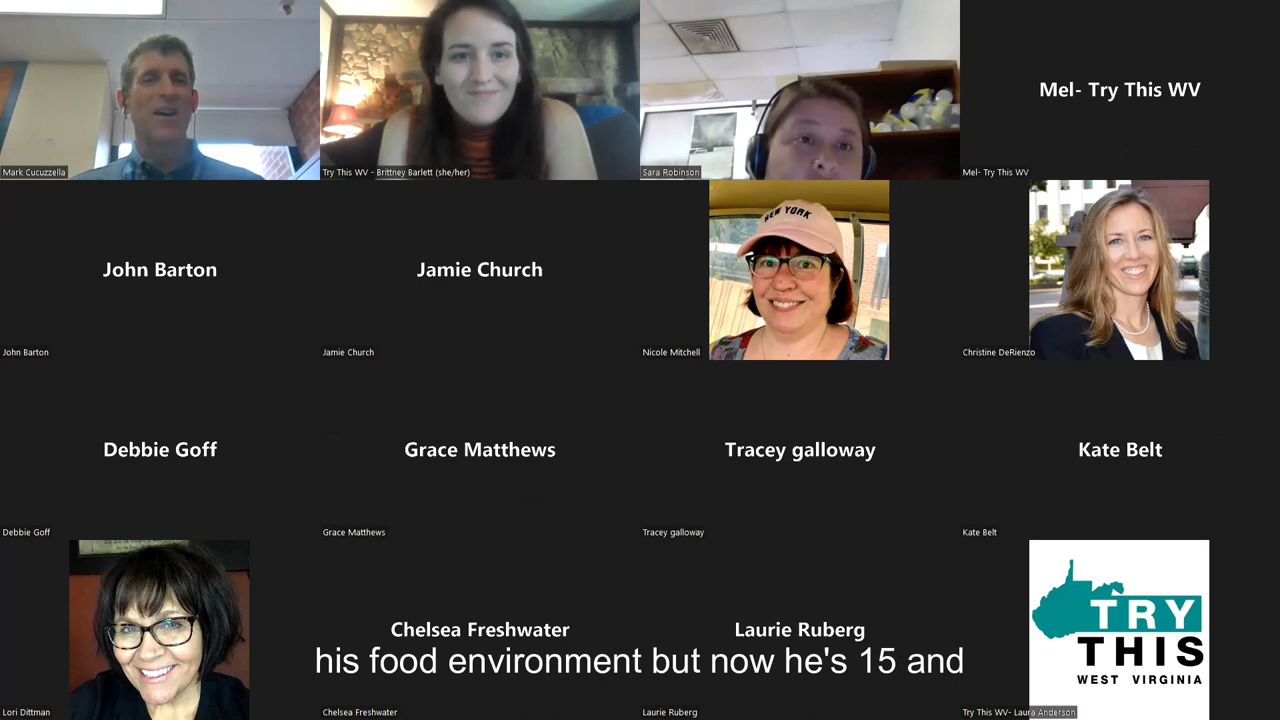 Mark Cucuzzella
Try This WV - Brittney Barlett (she/her)
Sara Robinson
Mel- Try This WV
Mel- Try This WV
John Barton
John Barton
Jamie Church
Jamie Church
NEW YORK
Nicole Mitchell
Christine DeRienzo
Debbie Goff
Debbie Goff
Grace Matthews
Grace Matthews
Tracey galloway
Tracey galloway
Kate Belt
Kate Belt
Lori Dittman
Chelsea Freshwater
Laurie Ruberg
his food environment but now he's 15 and
Chelsea Freshwater
Laurie Ruberg
TRY
THIS
WEST VIRGINIA
Try This WV- Laura Anderson